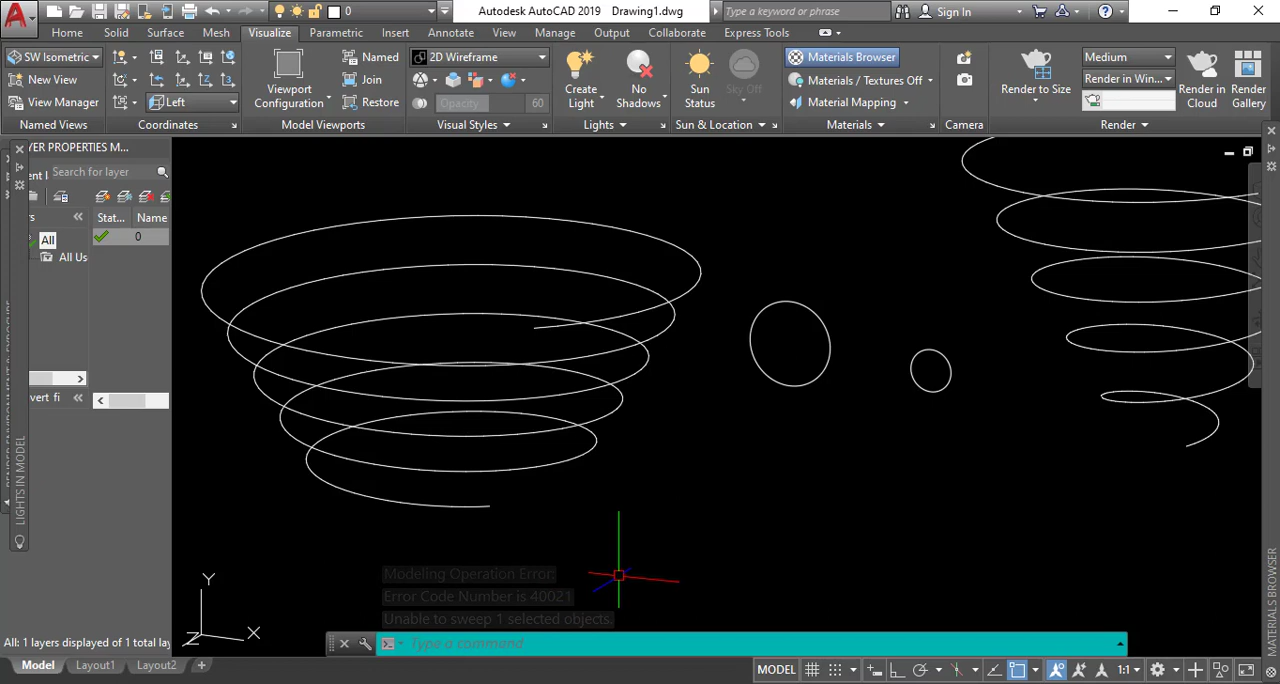 Autodesk AutoCAD 2019 Drawing1.dwg
Type a keyword or phrase
Sign In
0
Home Solid Surface Mesh Visualize Parametric Insert Annotate View Manage Output Collaborate Express Tools
SW Isometric
New View
View Manager
Named Views
Left
Coordinates
Viewport
Configuration
Named
Join
Restore
Model Viewports
2D Wireframe
Opacity 60
Visual Styles
Create
Light
No
Shadows
Lights
Sun
Status
Sky Off
Sun & Location
Materials Browser
Materials / Textures Off
Material Mapping
Materials
Camera
Render to Size
Medium
Render in Win...
Render in
Cloud
Render
Gallery
Render
YER PROPERTIES M...
ent l
Search for layer
rs
Stat... Name
All
0
All Us
vert fi
LIGHTS IN MODEL
All: 1 layers displayed of 1 total lay
Y
X
Z
Modeling Operation Error:
Error Code Number is 40021
Unable to sweep 1 selected objects.
Type a command
MATERIALS BROWSER
Model Layout1 Layout2 +
MODEL
1:1